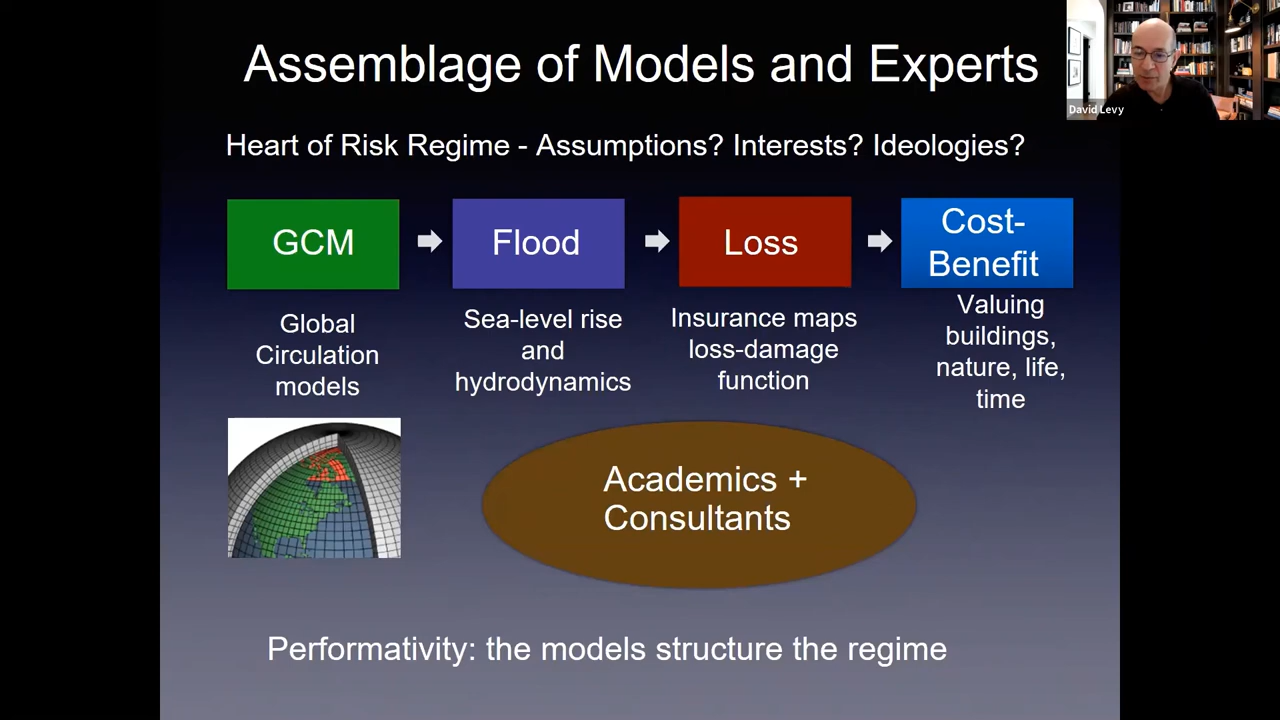 Assemblage of Models and Experts
David Levy
Heart of Risk Regime - Assumptions? Interests? Ideologies?
GCM
Flood
Loss
Cost-
Benefit
Global
Circulation
models
Sea-level rise
and
hydrodynamics
Insurance maps
loss-damage
function
Valuing
buildings,
nature, life,
time
Academics +
Consultants
Performativity: the models structure the regime